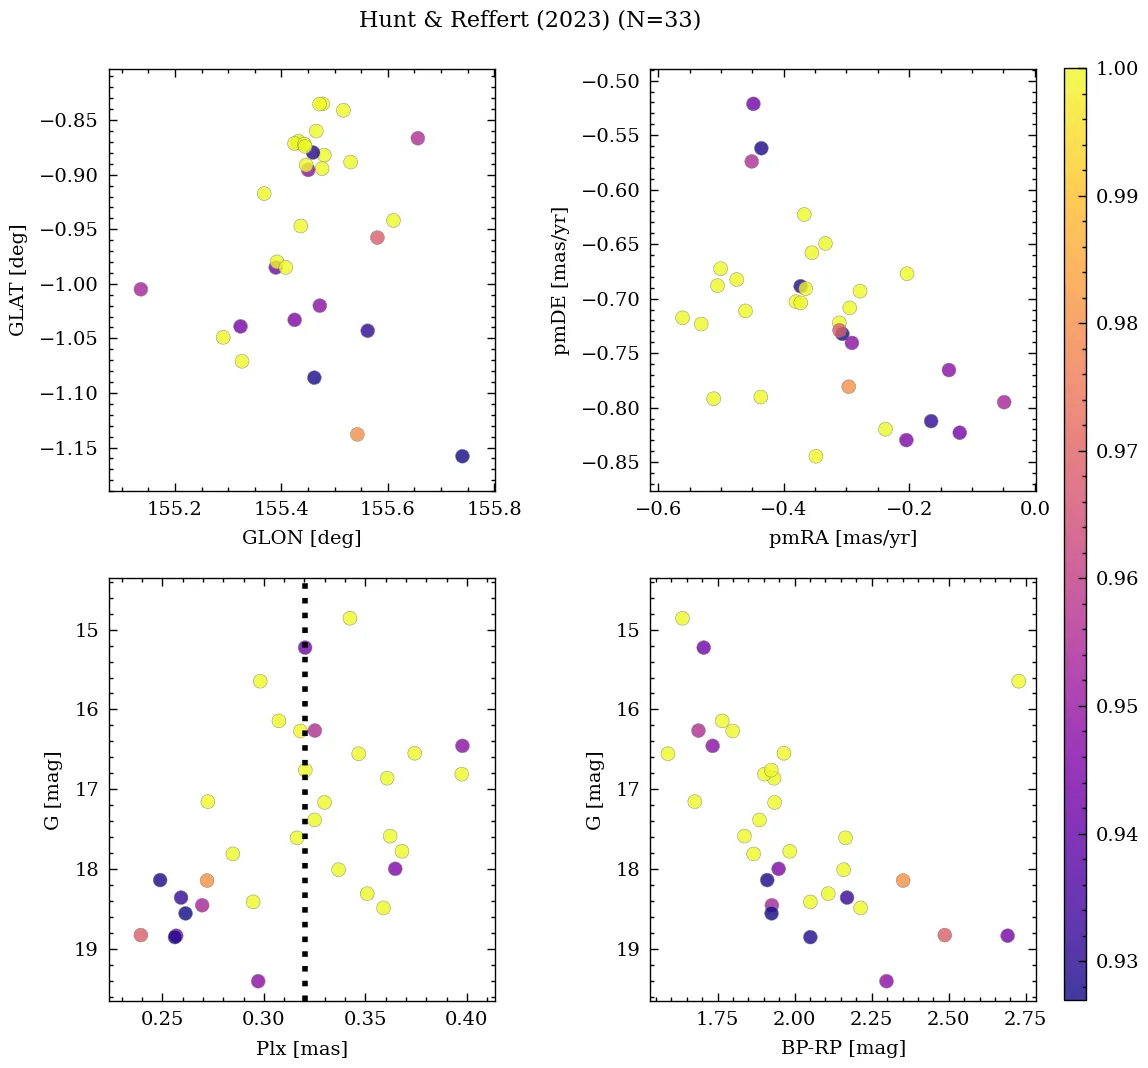 Hunt & Reffert (2023) (N=33)
−0.85
−0.90
−0.95
−1.00
−1.05
−1.10
−1.15
GLAT [deg]
155.2 155.4 155.6 155.8
GLON [deg]
−0.50
−0.55
−0.60
−0.65
−0.70
−0.75
−0.80
−0.85
pmDE [mas/yr]
−0.6 −0.4 −0.2 0.0
pmRA [mas/yr]
15
16
17
18
19
G [mag]
0.25 0.30 0.35 0.40
Plx [mas]
15
16
17
18
19
G [mag]
1.75 2.00 2.25 2.50 2.75
BP-RP [mag]
1.00
0.99
0.98
0.97
0.96
0.95
0.94
0.93